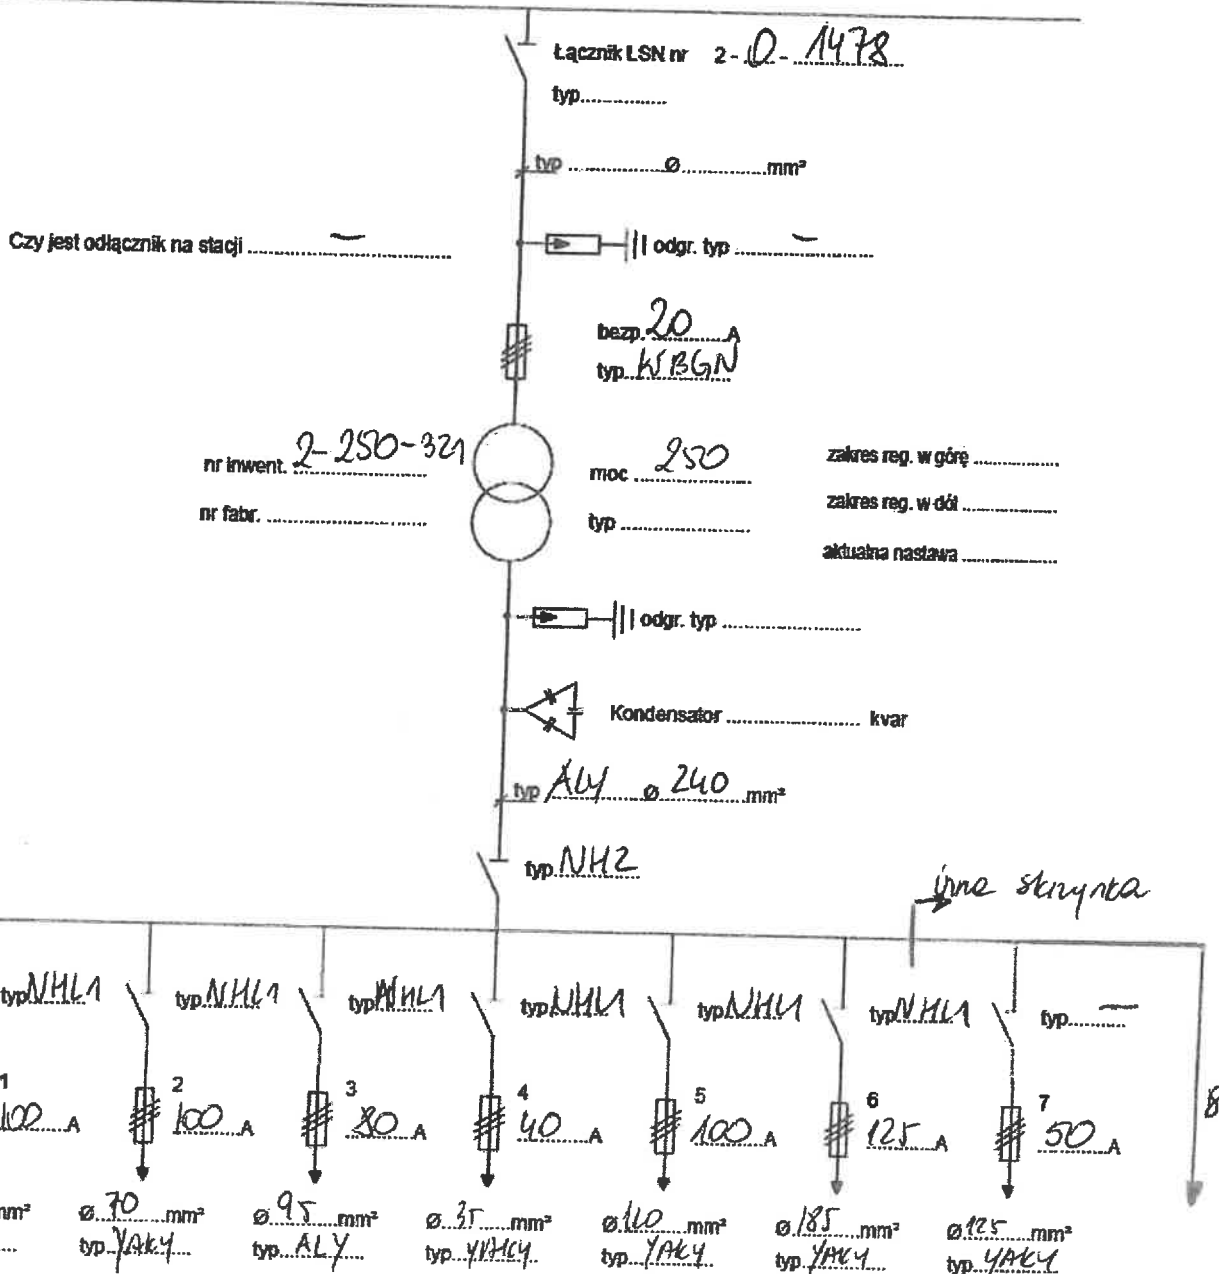 Łącznik LSN nr 2- 0 - 1478
typ
typ ø mm²
Czy jest odłącznik na stacji –
odgr. typ –
bezp. 20 A
typ WBGN
nr inwent. 2-250-321
moc 250
zakres reg. w górę
nr fabr.
typ
zakres reg. w dół
aktualna nastawa
odgr. typ
Kondensator kvar
typ ALY ø 240 mm²
typ NH2
inna skrzynka
typ NHL1 typ NHL1 typ NHL1 typ NHL1 typ NHL1 typ NHL1 typ –
1 2 3 4 5 6 7
100 A 100 A 80 A 40 A 100 A 125 A 50 A
mm² ø 70 mm² ø 95 mm² ø 35 mm² ø mm² ø 185 mm² ø 125 mm²
typ YAKY typ ALY typ typ YAKY typ YAKY typ YAKY